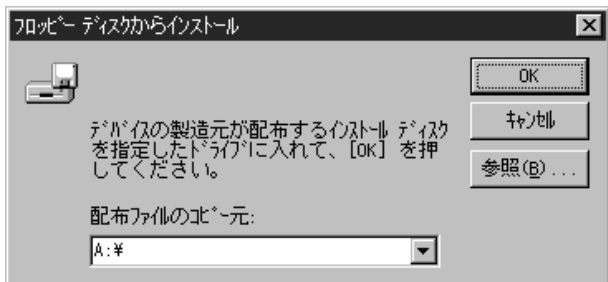 フロッピー ディスクからインストール
OK
デバイスの製造元が配布するインストール ディスク
を指定したドライブに入れて、[OK] を押
してください。
キャンセル
参照(B)...
配布ファイルのコピー元:
A:¥